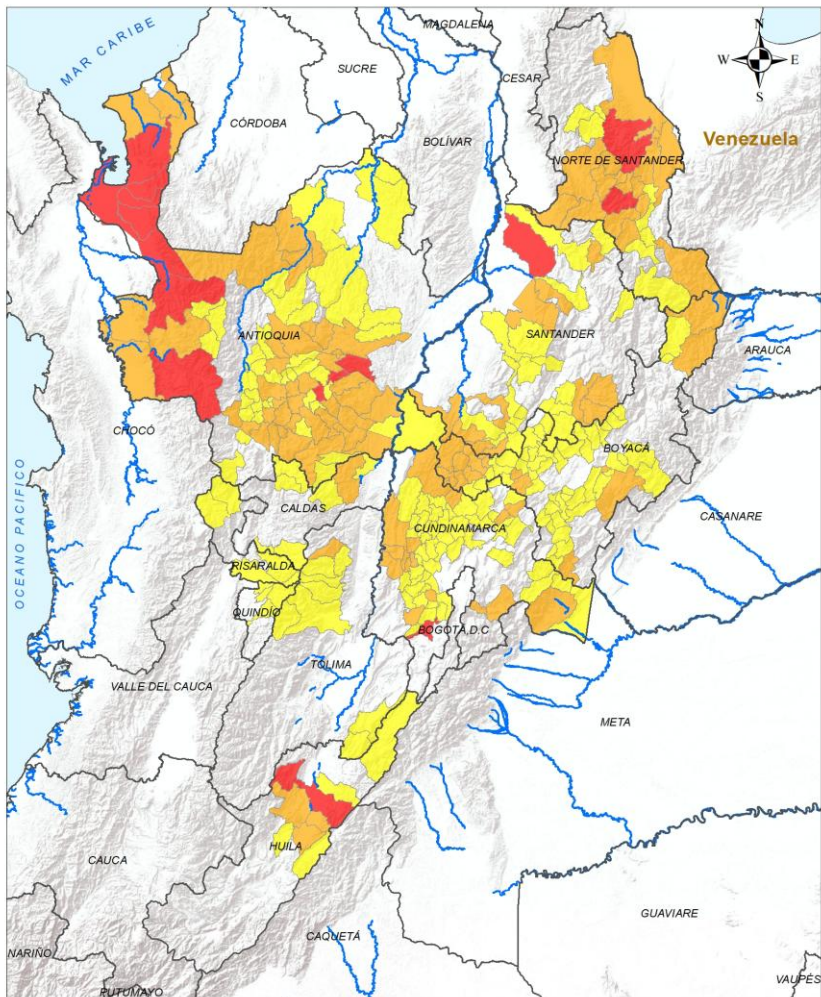 MAGDALENA
MAR CARIBE
N
W E
S
SUCRE
CESAR
CÓRDOBA
BOLÍVAR
Venezuela
NORTE DE SANTANDER
ANTIOQUIA
SANTANDER
ARAUCA
CHOCÓ
BOYACÁ
OCEANO PACIFICO
CALDAS
CUNDINAMARCA
CASANARE
RISARALDA
QUINDÍO
BOGOTÁ D.C
TOLIMA
VALLE DEL CAUCA
META
HUILA
CAUCA
GUAVIARE
CAQUETÁ
NARIÑO
PUTUMAYO
VAUPÉS